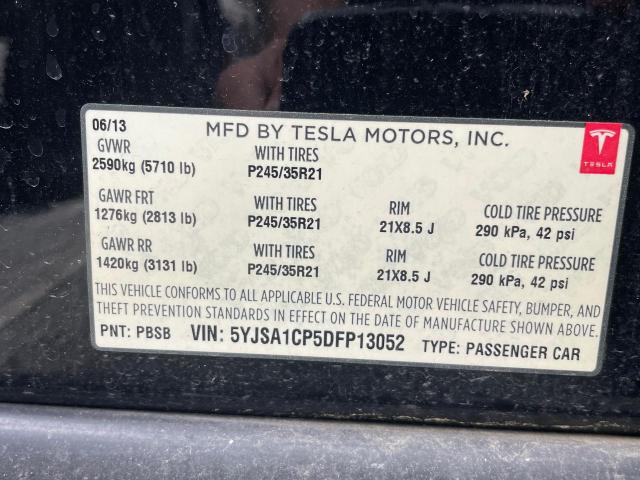 06/13 MFD BY TESLA MOTORS, INC.
TESLA
GVWR WITH TIRES
2590kg (5710 lb) P245/35R21
GAWR FRT RIM COLD TIRE PRESSURE
1276kg (2813 lb) P245/35R21 21X8.5 J 290 kPa, 42 psi
GAWR RR WITH TIRES RIM COLD TIRE PRESSURE
1420kg (3131 lb) P245/35R21 21X8.5 J 290 kPa, 42 psi
THIS VEHICLE CONFORMS TO ALL APPLICABLE U.S. FEDERAL MOTOR VEHICLE SAFETY, BUMPER, AND
THEFT PREVENTION STANDARDS IN EFFECT ON THE DATE OF MANUFACTURE SHOWN ABOVE.
PNT: PBSB VIN: 5YJSA1CP5DFP13052 TYPE: PASSENGER CAR